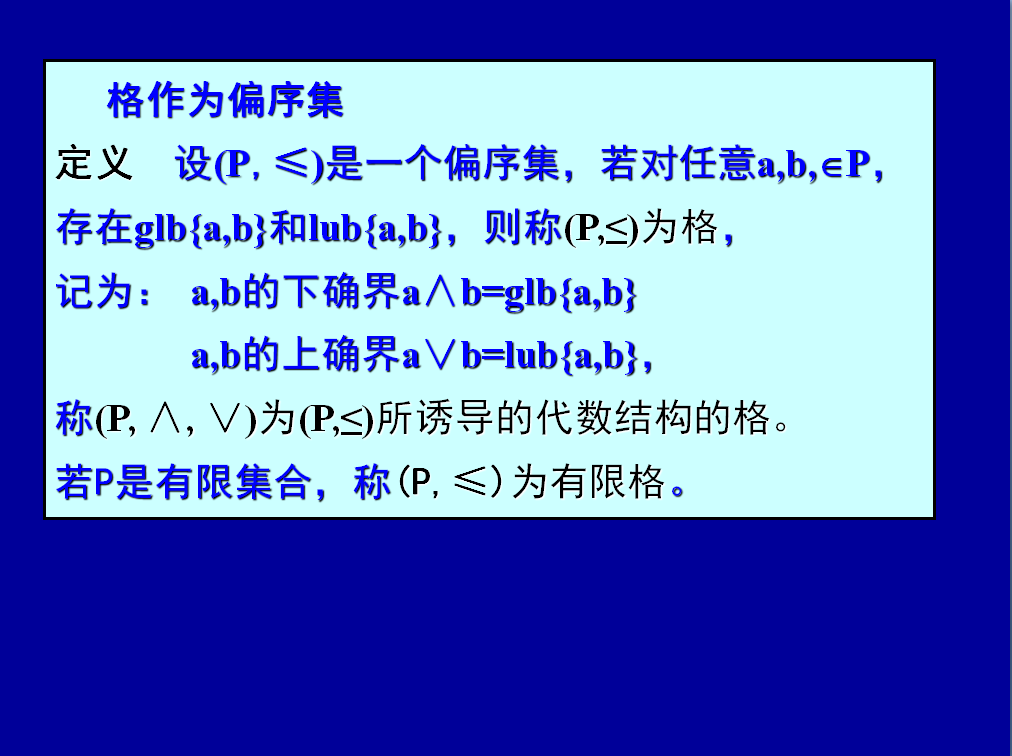 格作为偏序集
定义 设(P,≤)是一个偏序集，若对任意a,b,∈P，
存在glb{a,b}和lub{a,b}，则称(P,≤)为格，
记为： a,b的下确界a∧b=glb{a,b}
a,b的上确界a∨b=lub{a,b}，
称(P,∧,∨)为(P,≤)所诱导的代数结构的格。
若P是有限集合，称(P,≤)为有限格。